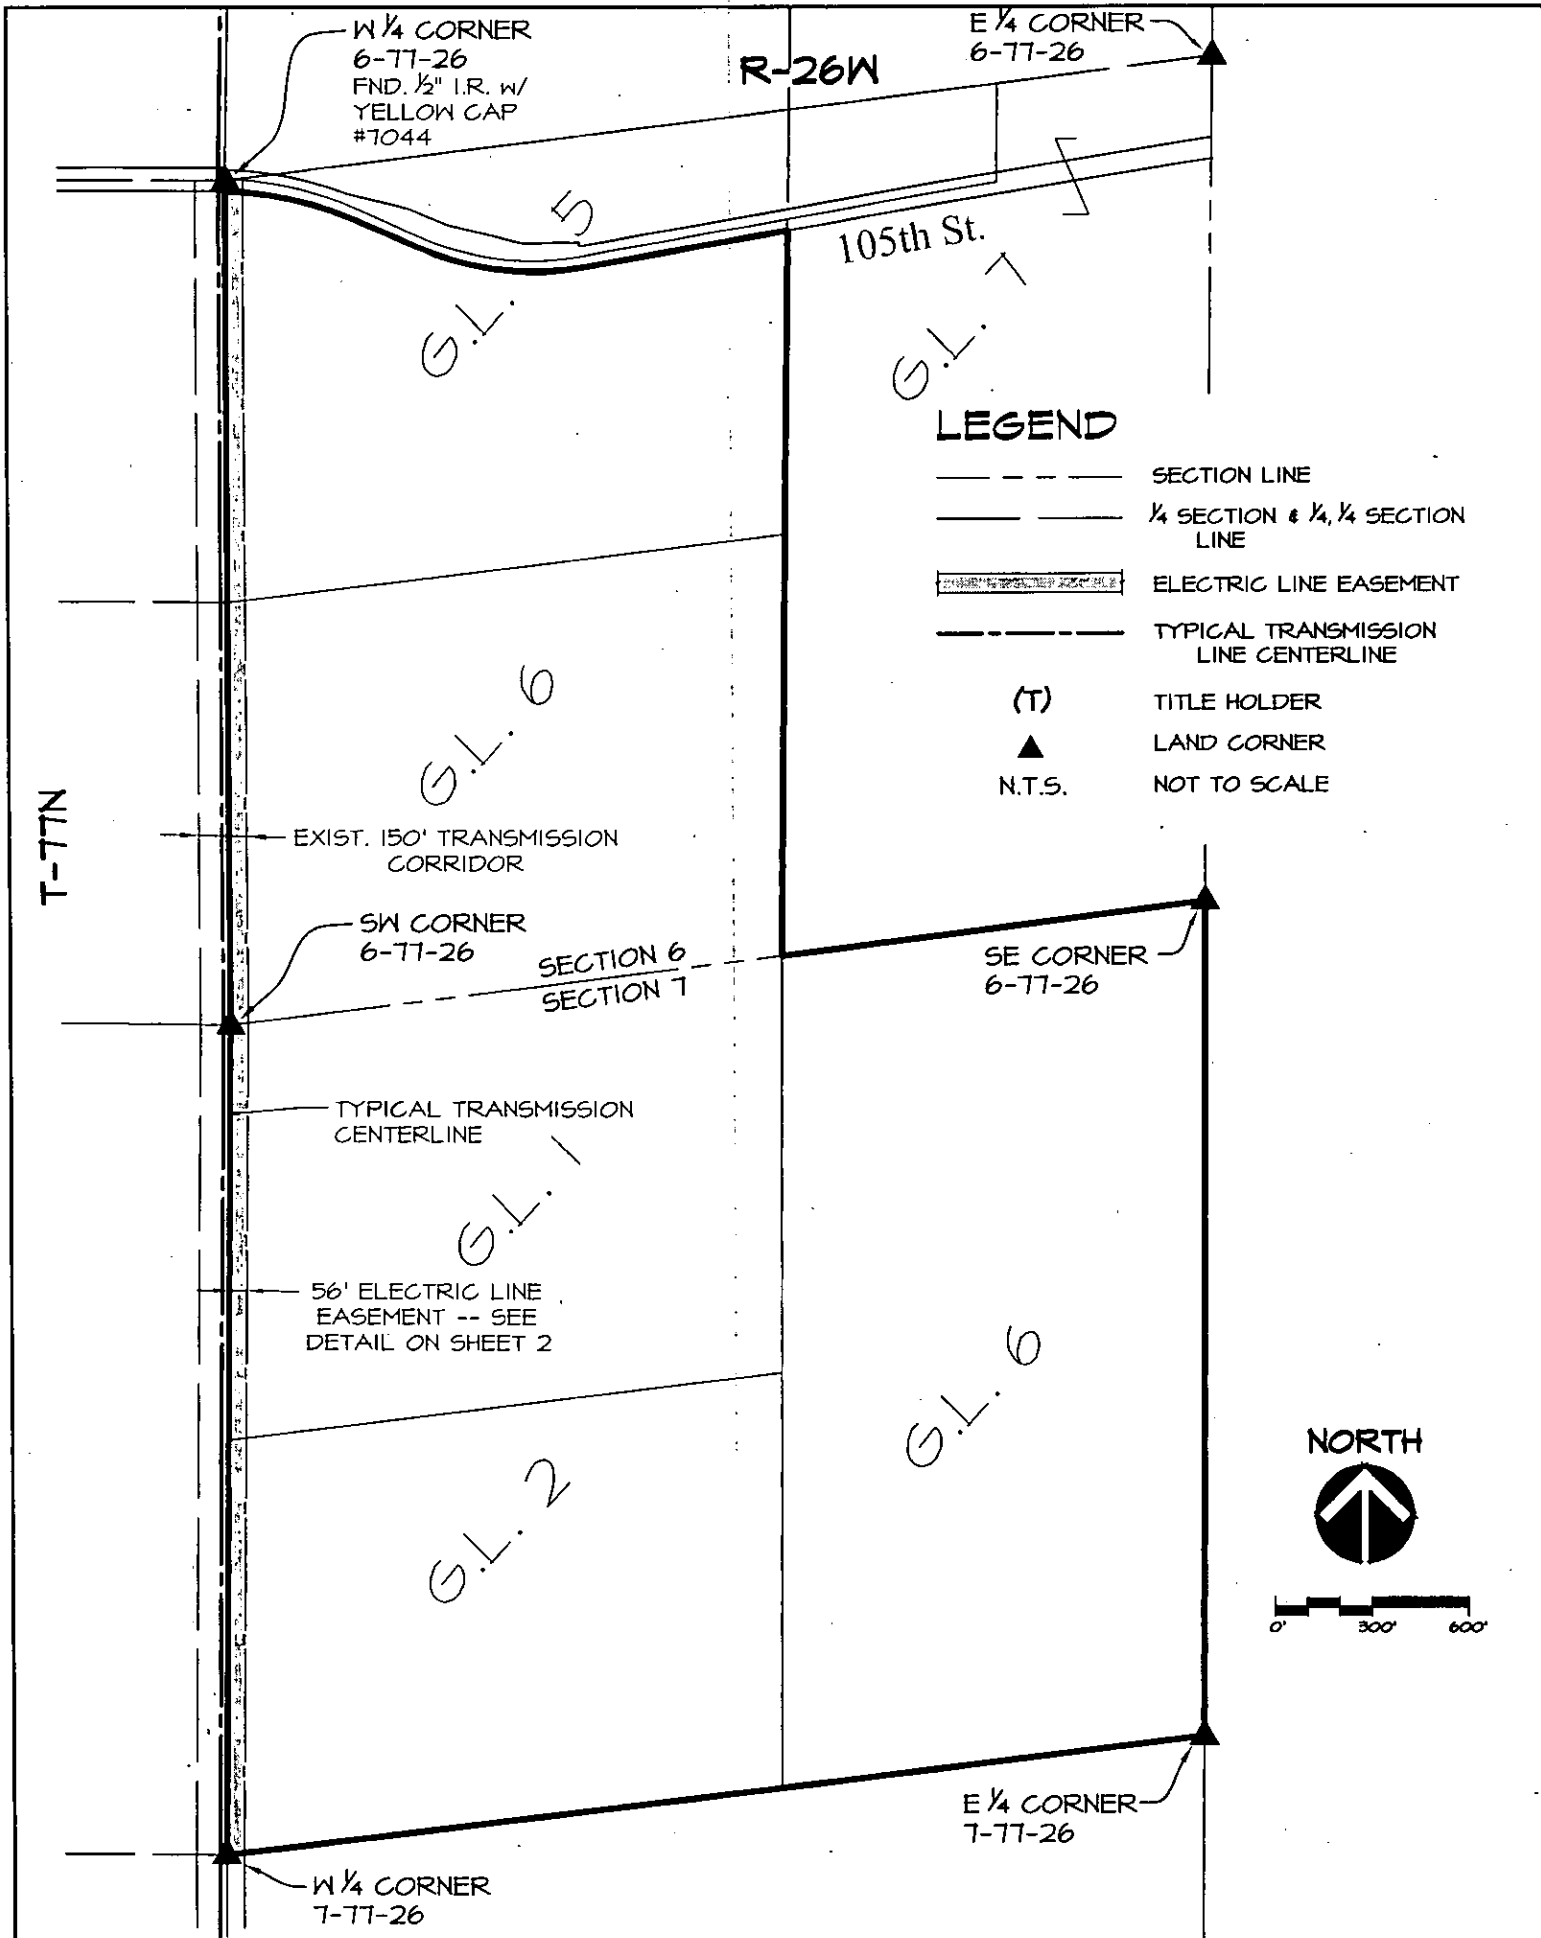 W 1/4 CORNER
6-77-26
FND. 1/2" I.R. W/
YELLOW CAP
#7044
R-26W
E 1/4 CORNER
6-77-26
105th St.
G.L. 5
G.L. 7
LEGEND
SECTION LINE
1/4 SECTION & 1/4, 1/4 SECTION
LINE
ELECTRIC LINE EASEMENT
TYPICAL TRANSMISSION
LINE CENTERLINE
(T) TITLE HOLDER
LAND CORNER
N.T.S. NOT TO SCALE
G.L. 6
T-77N
EXIST. 150' TRANSMISSION
CORRIDOR
SW CORNER
6-77-26
SECTION 6
SECTION 7
SE CORNER
6-77-26
TYPICAL TRANSMISSION
CENTERLINE
G.L. 1
56' ELECTRIC LINE
EASEMENT -- SEE
DETAIL ON SHEET 2
G.L. 6
G.L. 2
NORTH
0' 300' 600'
E 1/4 CORNER
7-77-26
W 1/4 CORNER
7-77-26